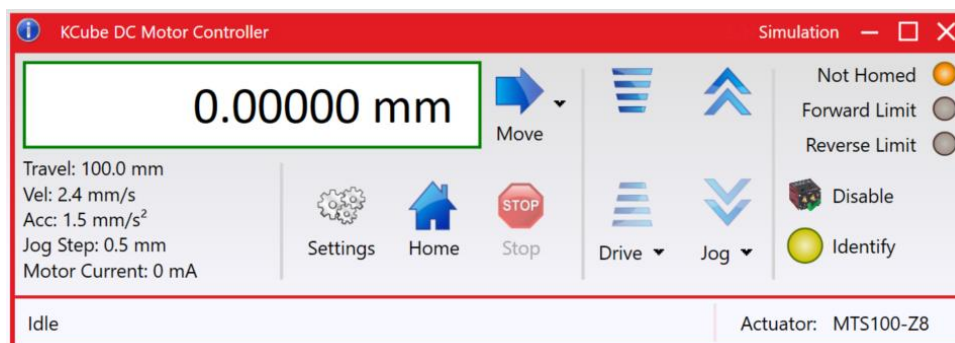 KCube DC Motor Controller
Simulation
0.00000 mm
Move
Not Homed
Forward Limit
Reverse Limit
Travel: 100.0 mm
Vel: 2.4 mm/s
Acc: 1.5 mm/s²
Jog Step: 0.5 mm
Motor Current: 0 mA
Settings
Home
STOP
Stop
Drive
Jog
Disable
Identify
Idle
Actuator: MTS100-Z8